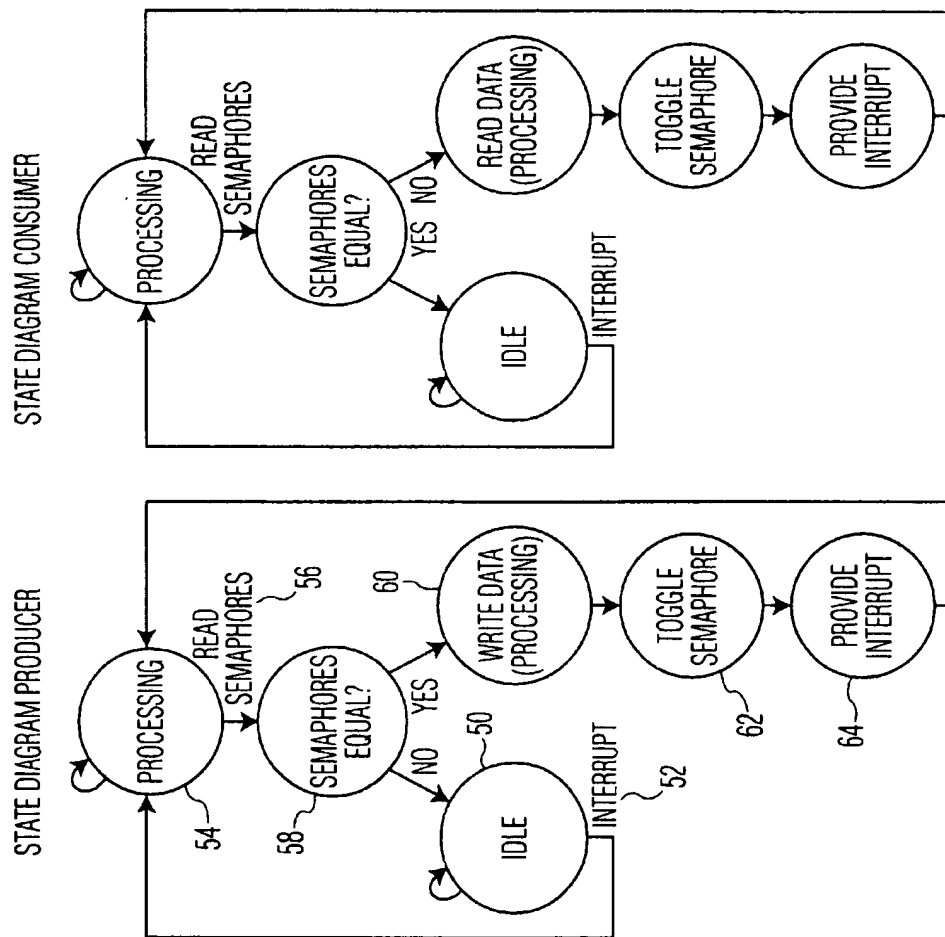 STATE DIAGRAM PRODUCER
PROCESSING
54
READ
SEMAPHORES
56
SEMAPHORES
EQUAL?
58
NO
YES
IDLE
50
INTERRUPT
52
WRITE DATA
(PROCESSING)
60
TOGGLE
SEMAPHORE
62
PROVIDE
INTERRUPT
64
STATE DIAGRAM CONSUMER
PROCESSING
READ
SEMAPHORES
SEMAPHORES
EQUAL?
YES
NO
IDLE
INTERRUPT
READ DATA
(PROCESSING)
TOGGLE
SEMAPHORE
PROVIDE
INTERRUPT